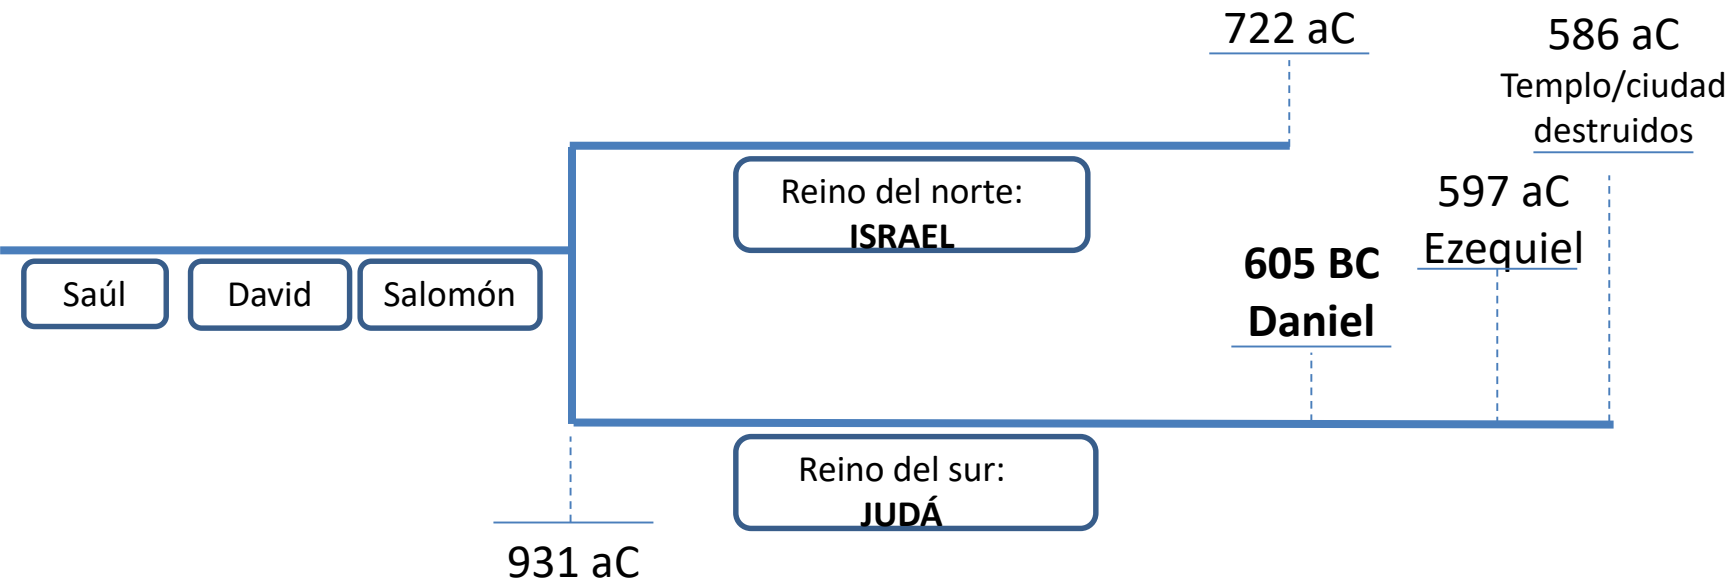 722 aC
586 aC
Templo/ciudad
destruidos
Reino del norte:
ISRAEL
597 aC
Ezequiel
605 BC
Daniel
Saúl
David
Salomón
Reino del sur:
JUDÁ
931 aC